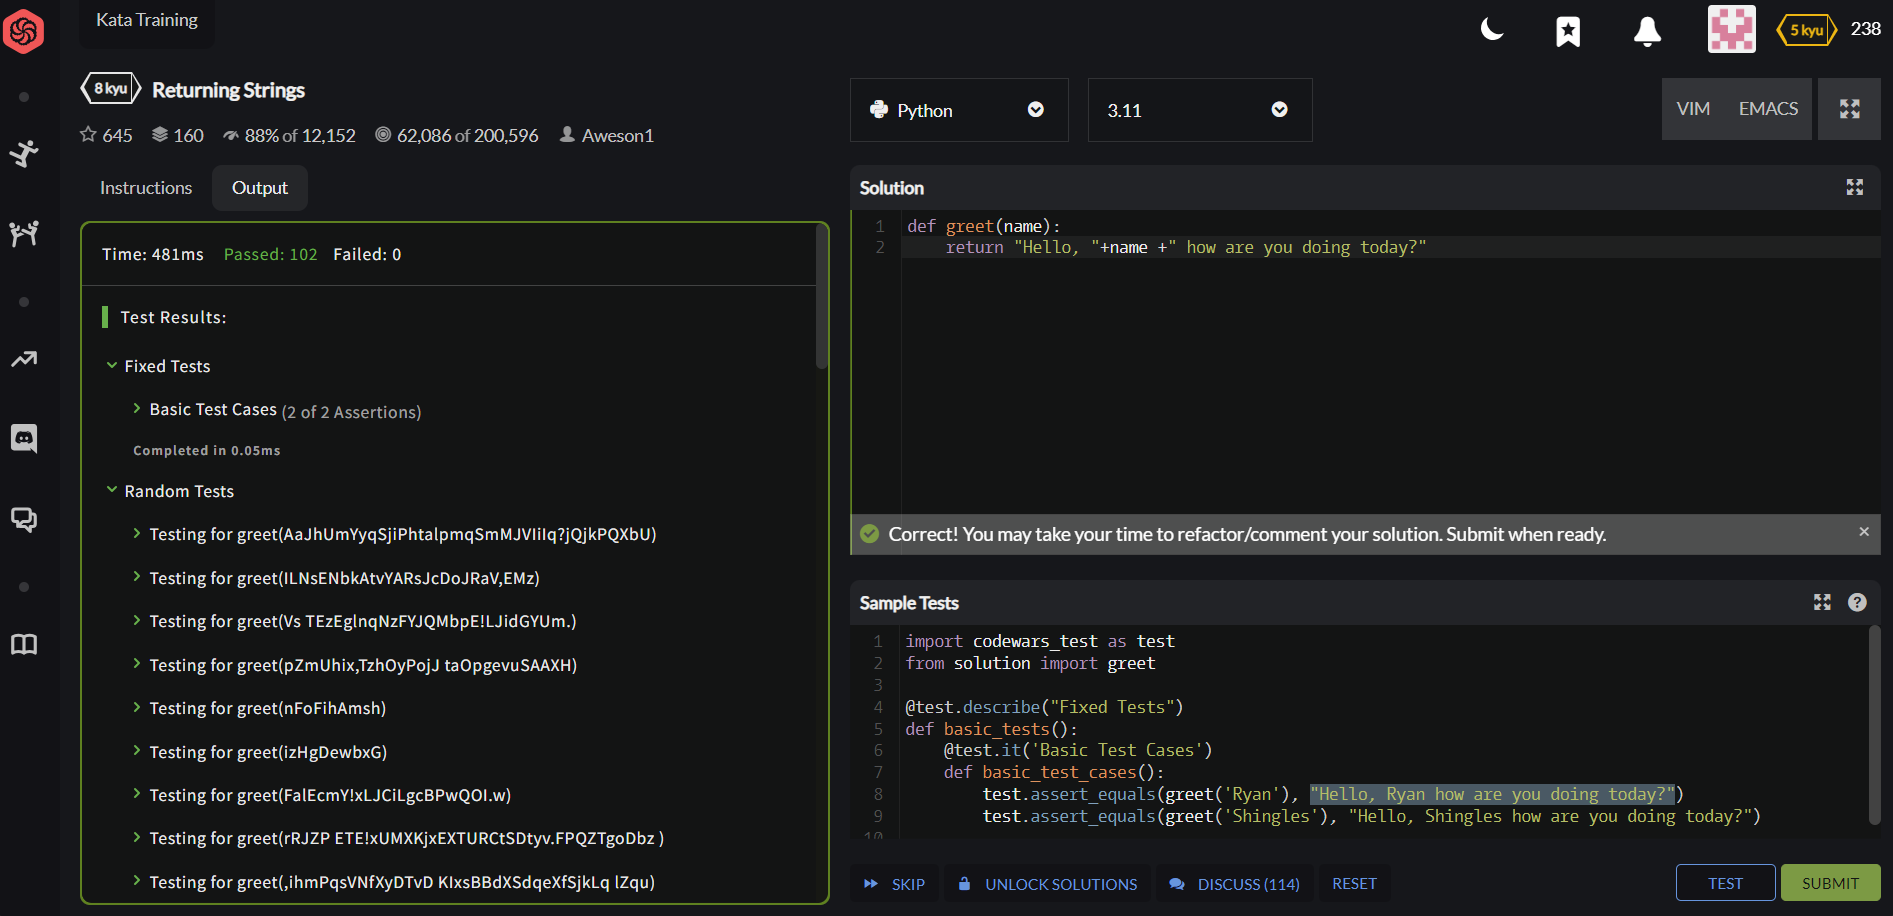 Kata Training
5 kyu 238
8 kyu Returning Strings
645 160 88% of 12,152 62,086 of 200,596 Aweson1
Instructions Output
Time: 481ms Passed: 102 Failed: 0
Test Results:
Fixed Tests
Basic Test Cases (2 of 2 Assertions)
Completed in 0.05ms
Random Tests
Testing for greet(AaJhUmYyqSjiPhtalpmqSmMJVIiIq?jQjkPQXbU)
Testing for greet(ILNsENbkAtvYARsJcDoJRaV,EMz)
Testing for greet(Vs TEzEglnqNzFYJQMbpE!LJidGYUm.)
Testing for greet(pZmUhix,TzhOyPojJ taOpgevuSAAXH)
Testing for greet(nFoFihAmsh)
Testing for greet(izHgDewbxG)
Testing for greet(FalEcmY!xLJCiLgcBPwQOI.w)
Testing for greet(rRJZP ETE!xUMXKjxEXTURCtSDtyv.FPQZTgoDbz )
Testing for greet(,ihmPqsVNfXyDTvD KIxsBBdXSdqeXfSjkLq lZqu)
Python 3.11 VIM EMACS
Solution
1 def greet(name):
2 return "Hello, "+name +" how are you doing today?"
Correct! You may take your time to refactor/comment your solution. Submit when ready. ×
Sample Tests ?
1 import codewars_test as test
2 from solution import greet
3
4 @test.describe("Fixed Tests")
5 def basic_tests():
6 @test.it('Basic Test Cases')
7 def basic_test_cases():
8 test.assert_equals(greet('Ryan'), "Hello, Ryan how are you doing today?")
9 test.assert_equals(greet('Shingles'), "Hello, Shingles how are you doing today?")
10
SKIP UNLOCK SOLUTIONS DISCUSS (114) RESET TEST SUBMIT